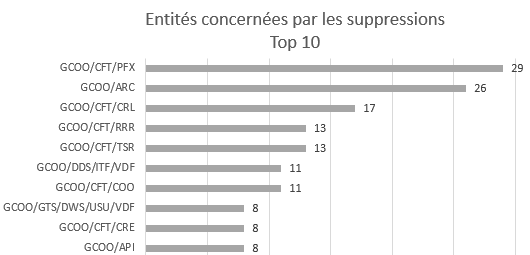 Entités concernées par les suppressions
Top 10
GCOO/CFT/PFX 29
GCOO/ARC 26
GCOO/CFT/CRL 17
GCOO/CFT/RRR 13
GCOO/CFT/TSR 13
GCOO/DDS/ITF/VDF 11
GCOO/CFT/COO 11
GCOO/GTS/DWS/USU/VDF 8
GCOO/CFT/CRE 8
GCOO/API 8